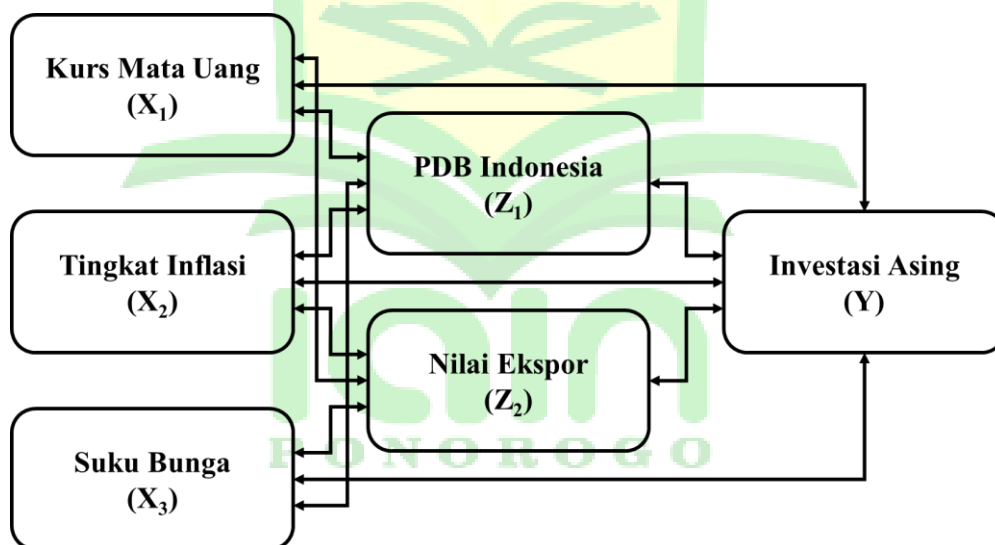 Kurs Mata Uang
(X₁)
PDB Indonesia
(Z₁)
Tingkat Inflasi
(X₂)
Investasi Asing
(Y)
Nilai Ekspor
(Z₂)
Suku Bunga
(X₃)
iain
PONOROGO